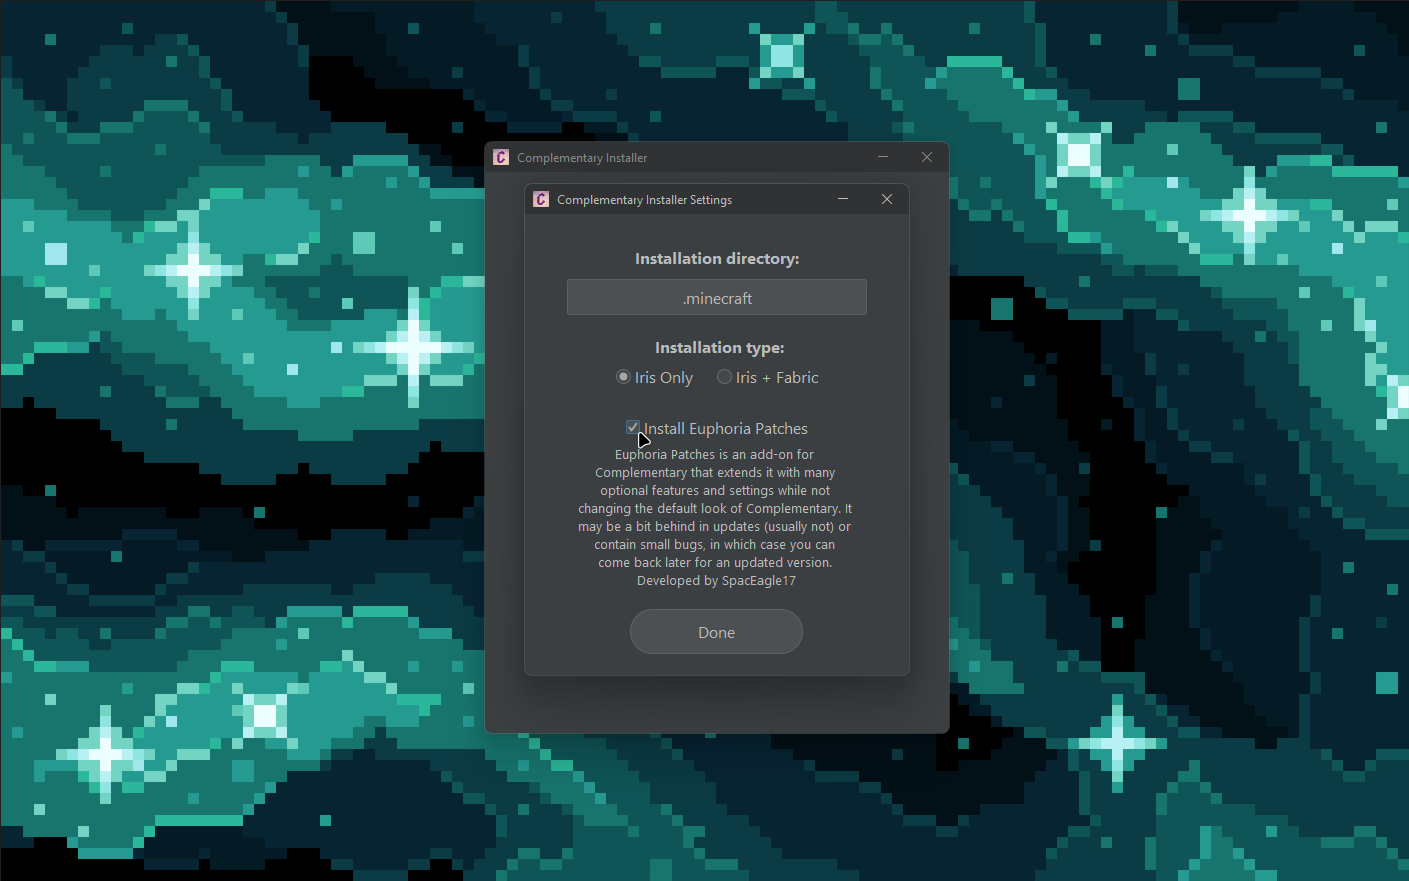 Complementary Installer
Complementary Installer Settings
Installation directory:
.minecraft
Installation type:
Iris Only
Iris + Fabric
Install Euphoria Patches
Euphoria Patches is an add-on for
Complementary that extends it with many
optional features and settings while not
changing the default look of Complementary. It
may be a bit behind in updates (usually not) or
contain small bugs, in which case you can
come back later for an updated version.
Developed by SpacEagle17
Done